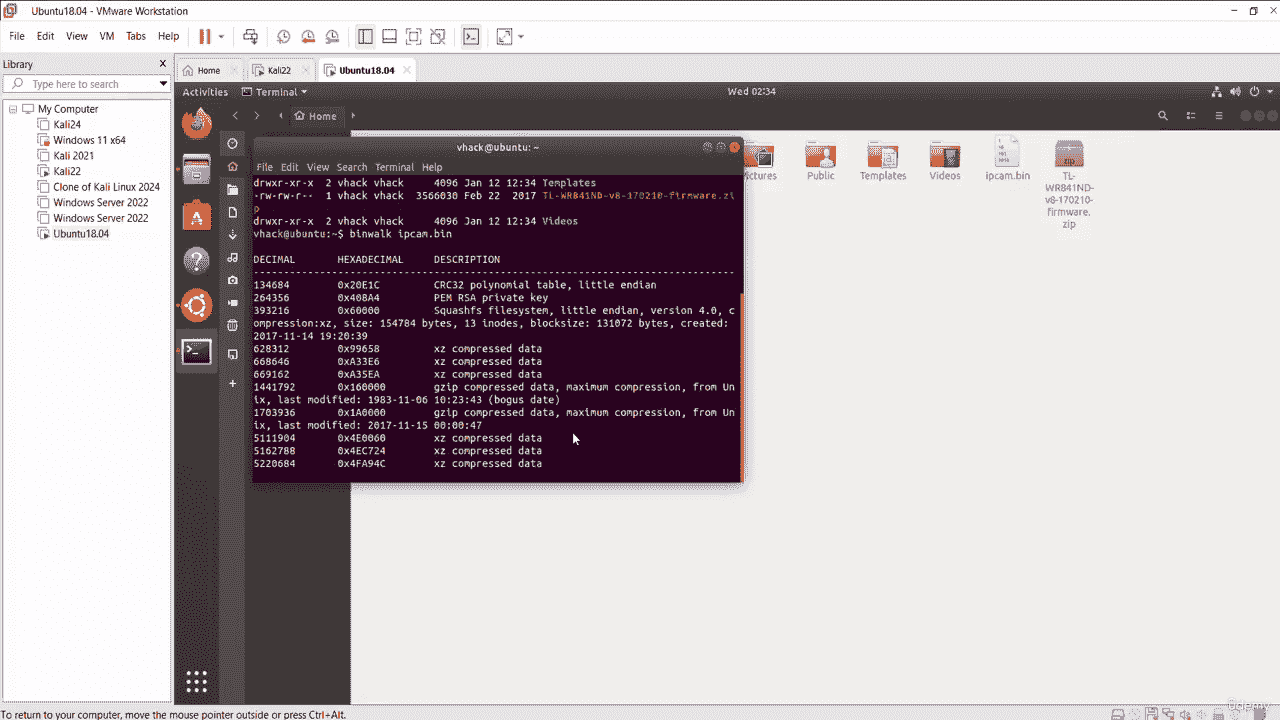 Ubuntu18.04 - VMware Workstation
File Edit View VM Tabs Help
Library X
Type here to search
My Computer
Kali24
Windows 11 x64
Kali 2021
Kali22
Clone of Kali Linux 2024
Windows Server 2022
Windows Server 2022
Ubuntu18.04
Home Kali22 Ubuntu18.04
Activities Terminal Wed 02:34
Home
vhack@ubuntu: ~
File Edit View Search Terminal Help
drwxr-xr-x 2 vhack vhack 4096 Jan 12 12:34 Templates
-rw-rw-r-- 1 vhack vhack 3566030 Feb 22 2017 TL-WR841ND-v8-170210-firmware.zi
p
drwxr-xr-x 2 vhack vhack 4096 Jan 12 12:34 Videos
vhack@ubuntu:~$ binwalk ipcam.bin
DECIMAL HEXADECIMAL DESCRIPTION
--------------------------------------------------------------------------------
134684 0x20E1C CRC32 polynomial table, little endian
264356 0x408A4 PEM RSA private key
393216 0x60000 Squashfs filesystem, little endian, version 4.0, c
ompression:xz, size: 154784 bytes, 13 inodes, blocksize: 131072 bytes, created:
2017-11-14 19:20:39
628312 0x99658 xz compressed data
668646 0xA33E6 xz compressed data
669162 0xA35EA xz compressed data
1441792 0x160000 gzip compressed data, maximum compression, from Un
ix, last modified: 1983-11-06 10:23:43 (bogus date)
1703936 0x1A0000 gzip compressed data, maximum compression, from Un
ix, last modified: 2017-11-15 00:00:47
5111904 0x4E0060 xz compressed data
5162788 0x4EC724 xz compressed data
5220684 0x4FA94C xz compressed data
ictures
Public
Templates
Videos
ipcam.bin
zip
TL-
WR841ND-
v8-170210-
firmware.
zip
To return to your computer, move the mouse pointer outside or press Ctrl+Alt.
Udemy